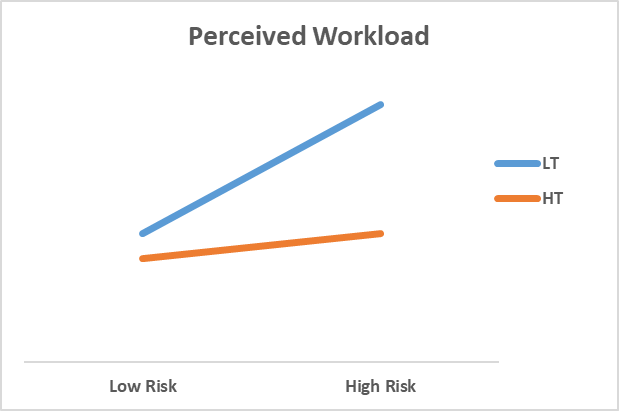 Perceived Workload
LT
HT
Low Risk
High Risk